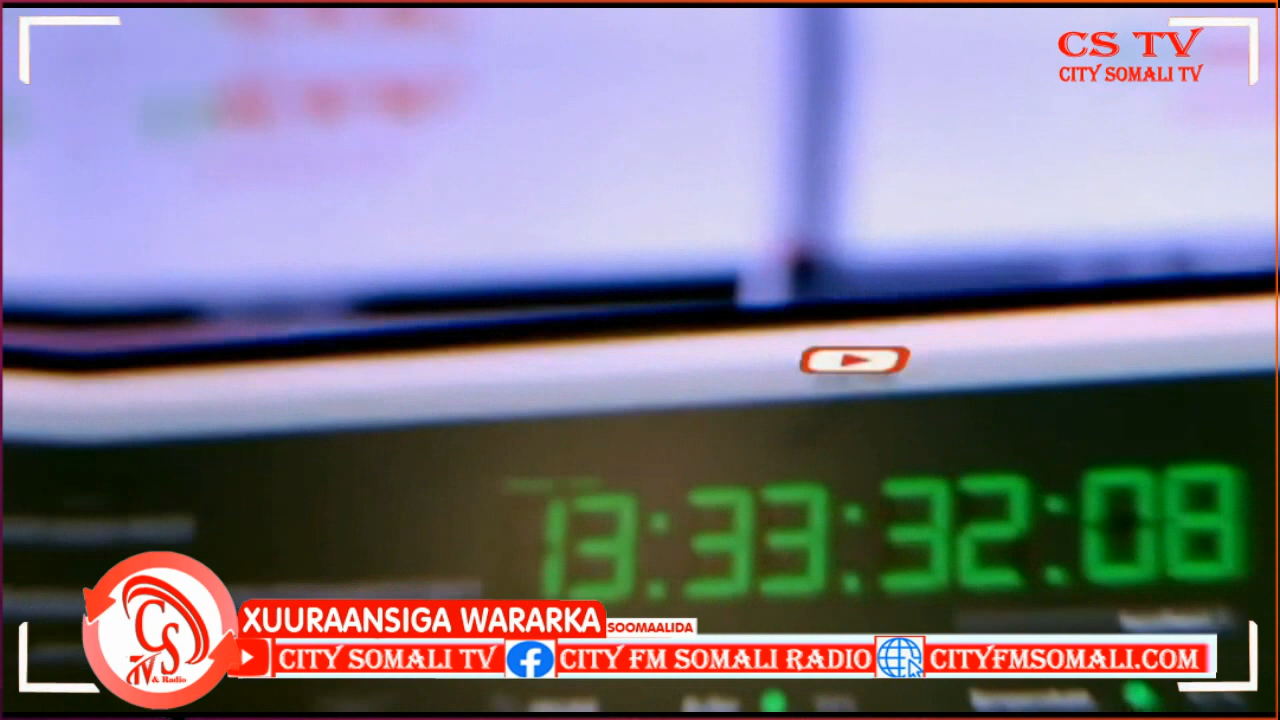 CS TV
CITY SOMALI TV
13:33:32:08
XUURAANSIGA WARARKA
SOOMAALIDA
CITY SOMALI TV CITY FM SOMALI RADIO CITYFMSOMALI.COM
CS
TV & Radio